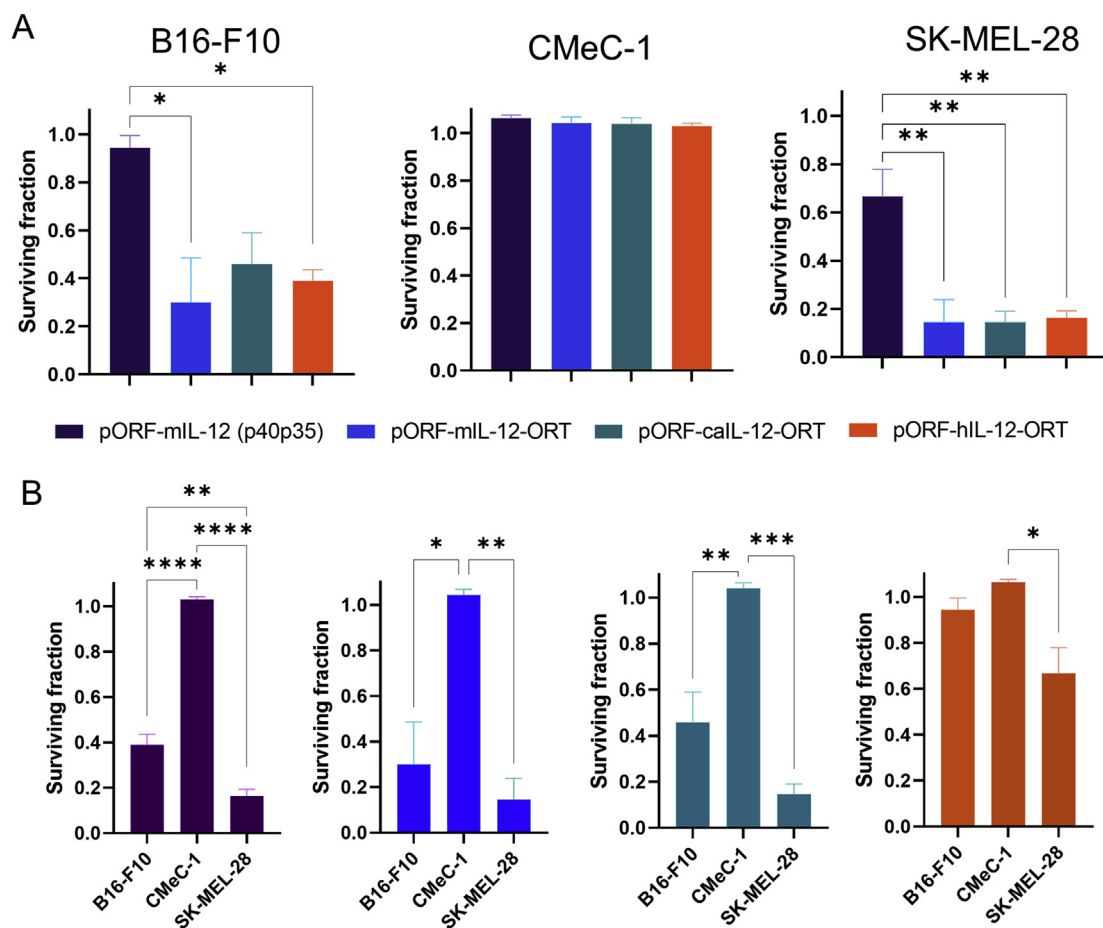 A
B16-F10
CMeC-1
SK-MEL-28
*
*
**
**
**
Surviving fraction
1.0
0.8
0.6
0.4
0.2
0.0
Surviving fraction
1.0
0.8
0.6
0.4
0.2
0.0
Surviving fraction
1.0
0.8
0.6
0.4
0.2
0.0
pORF-mIL-12 (p40p35)
pORF-mIL-12-ORT
pORF-caIL-12-ORT
pORF-hIL-12-ORT
B
**
****
****
Surviving fraction
1.0
0.8
0.6
0.4
0.2
0.0
B16-F10
CMeC-1
SK-MEL-28
*
**
Surviving fraction
1.0
0.8
0.6
0.4
0.2
0.0
B16-F10
CMeC-1
SK-MEL-28
**
***
Surviving fraction
1.0
0.8
0.6
0.4
0.2
0.0
B16-F10
CMeC-1
SK-MEL-28
*
Surviving fraction
1.0
0.8
0.6
0.4
0.2
0.0
B16-F10
CMeC-1
SK-MEL-28